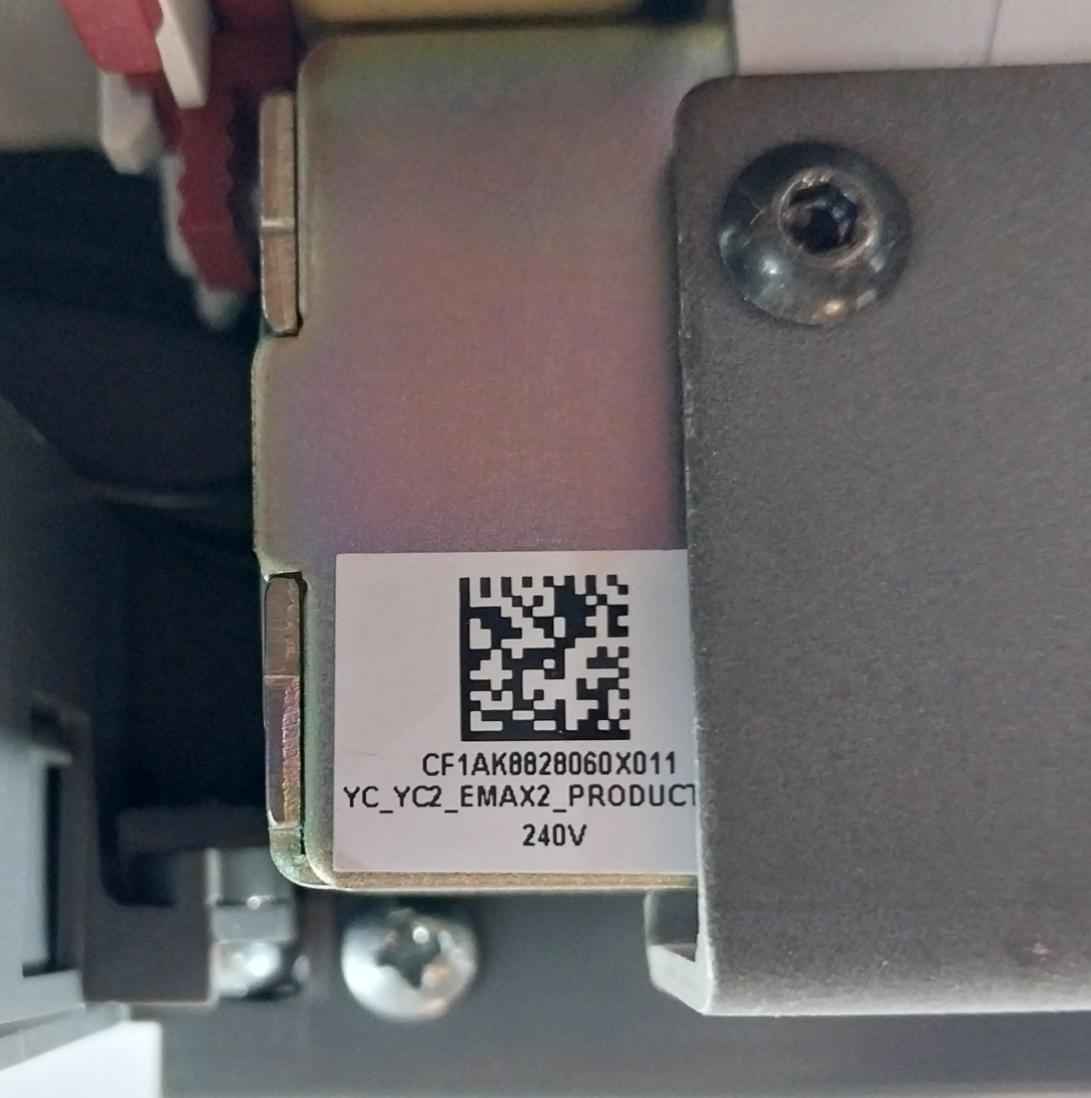 CF1AK8828060X011
YC_YC2_EMAX2_PRODUCT
240V